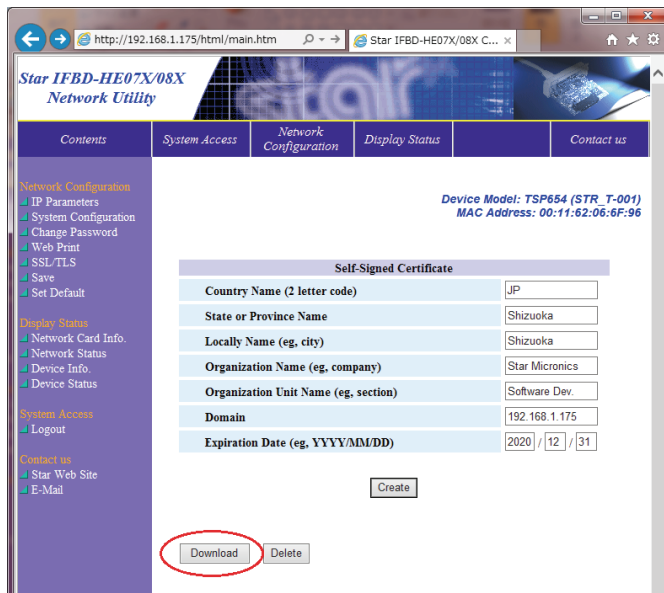 http://192.168.1.175/html/main.htm
Star IFBD-HE07X/08X C...
Star IFBD-HE07X/08X
Network Utility
star
Contents
System Access
Network
Configuration
Display Status
Contact us
Network Configuration
IP Parameters
System Configuration
Change Password
Web Print
SSL/TLS
Save
Set Default
Display Status
Network Card Info.
Network Status
Device Info.
Device Status
System Access
Logout
Contact us
Star Web Site
E-Mail
Device Model: TSP654 (STR_T-001)
MAC Address: 00:11:62:06:6F:96
Self-Signed Certificate
Country Name (2 letter code) JP
State or Province Name Shizuoka
Locally Name (eg, city) Shizuoka
Organization Name (eg, company) Star Micronics
Organization Unit Name (eg, section) Software Dev.
Domain 192.168.1.175
Expiration Date (eg, YYYY/MM/DD) 2020 / 12 / 31
Create
Download Delete